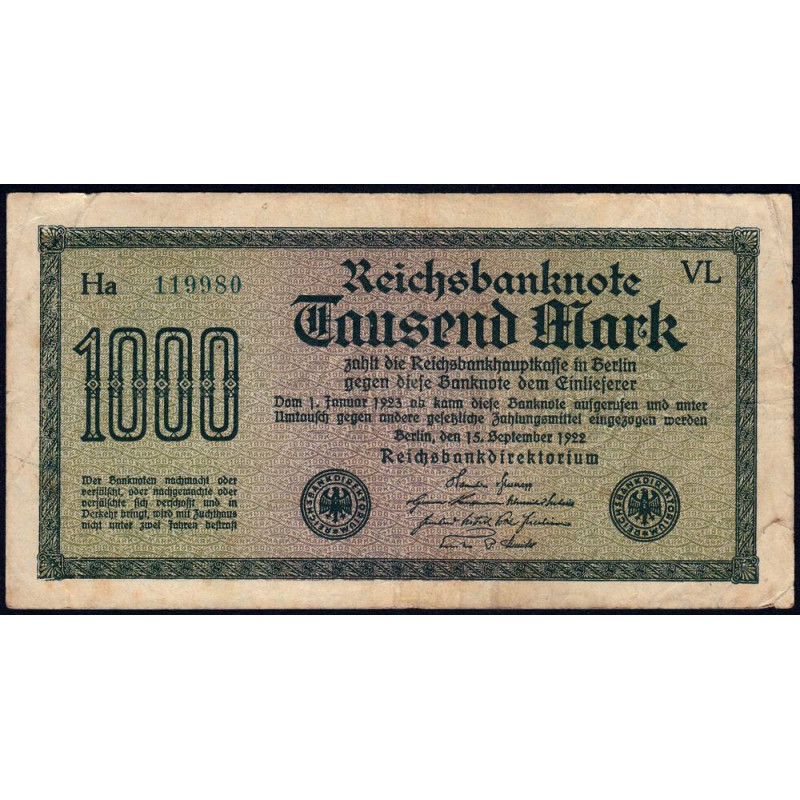 Ha 119980
VL
Reichsbanknote
Tausend Mark
1000
zahlt die Reichsbankhauptkasse in Berlin
gegen diese Banknote dem Einlieferer
Vom 1. Januar 1923 ab kann diese Banknote aufgerufen und unter
Umtausch gegen andere gesetzliche Zahlungsmittel eingezogen werden
Berlin, den 15. September 1922
Reichsbankdirektorium
Wer Banknoten nachmacht oder
verfälscht, oder nachgemachte oder
verfälschte sich verschafft und in
Verkehr bringt, wird mit Zuchthaus
nicht unter zwei Jahren bestraft
REICHSBANKDIREKTORIUM
REICHSBANKDIREKTORIUM